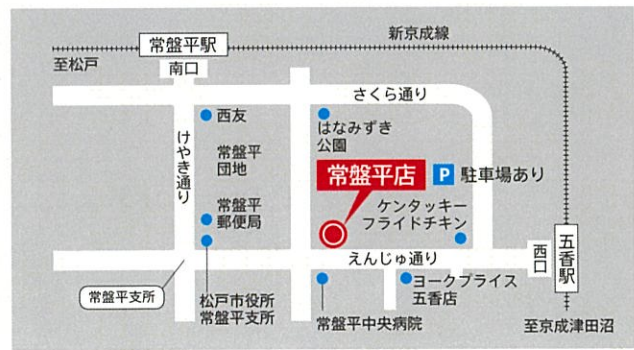 常盤平駅
新京成線
至松戸
南口
さくら通り
西友
はなみずき
公園
けやき通り
常盤平
団地
常盤平店
P 駐車場あり
ケンタッキー
フライドチキン
常盤平
郵便局
五香駅
西口
えんじゅ通り
常盤平支所
松戸市役所
常盤平支所
ヨークプライス
五香店
常盤平中央病院
至京成津田沼